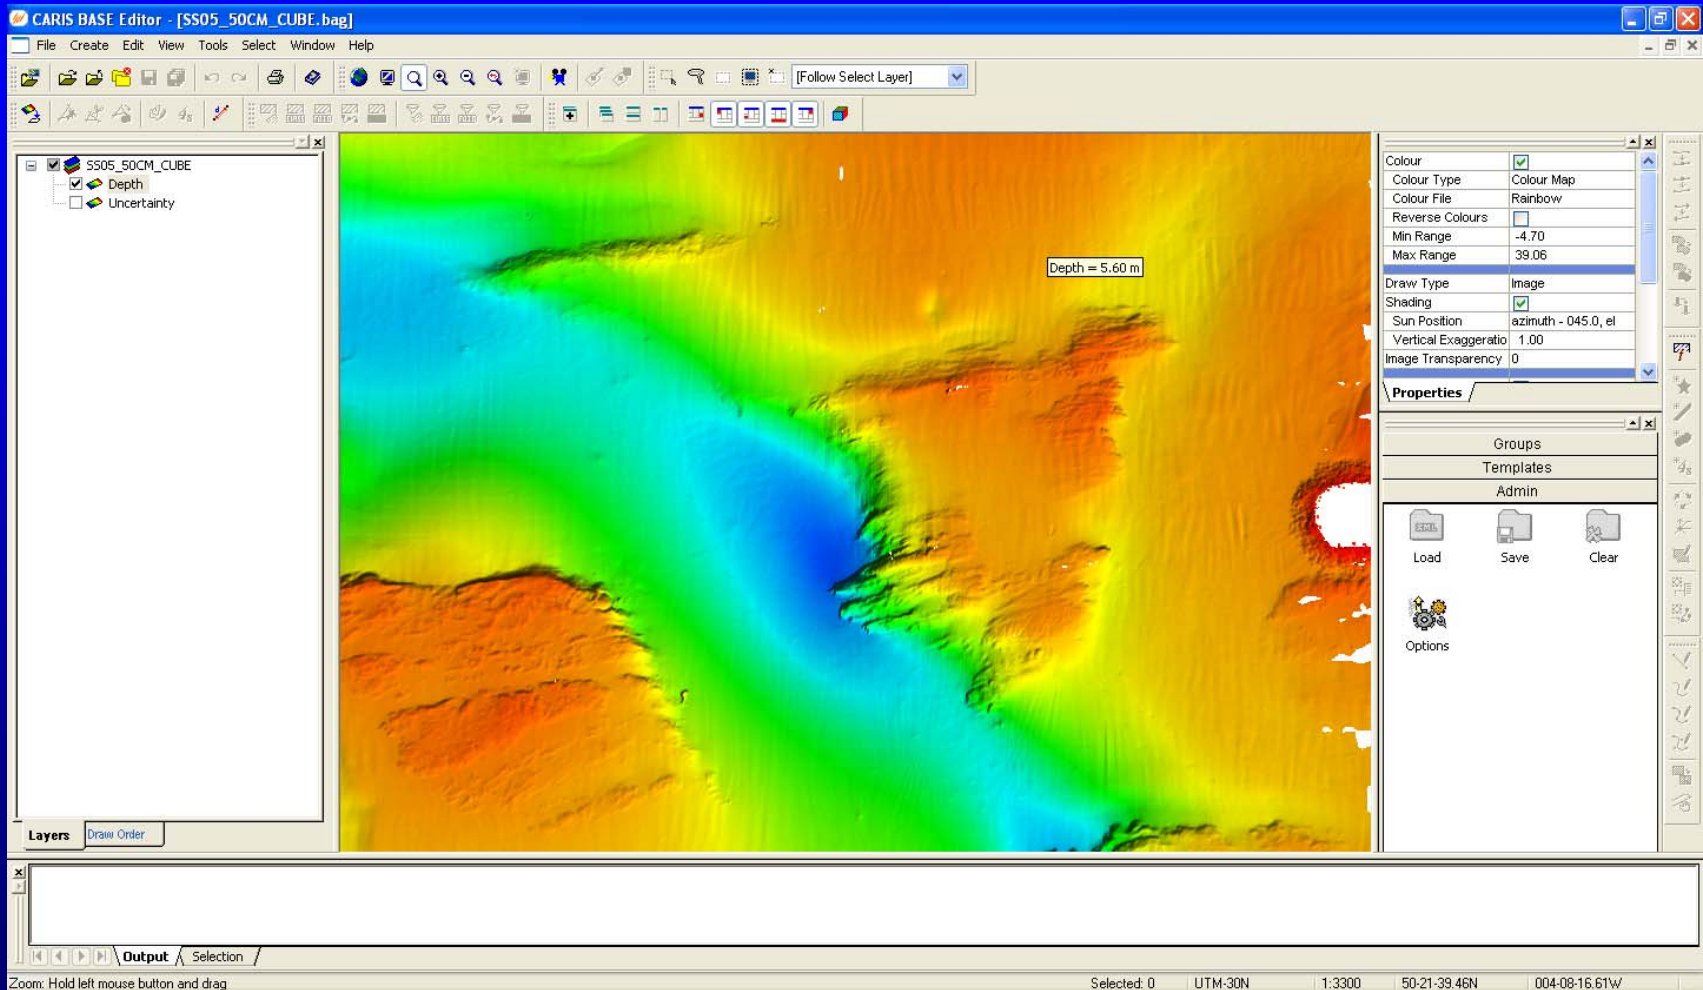 CARIS BASE Editor - [SS05_50CM_CUBE.bag]
File Create Edit View Tools Select Window Help
[Follow Select Layer]
SS05_50CM_CUBE
Depth
Uncertainty
Layers
Draw Order
Depth = 5.60 m
Colour
Colour Type Colour Map
Colour File Rainbow
Reverse Colours
Min Range -4.70
Max Range 39.06
Draw Type Image
Shading
Sun Position azimuth - 045.0, el
Vertical Exaggeratio 1.00
Image Transparency 0
Properties
Groups
Templates
Admin
XML
Load Save Clear
Options
Output Selection
Zoom: Hold left mouse button and drag
Selected: 0 UTM-30N 1:3300 50-21-39.46N 004-08-16.61W